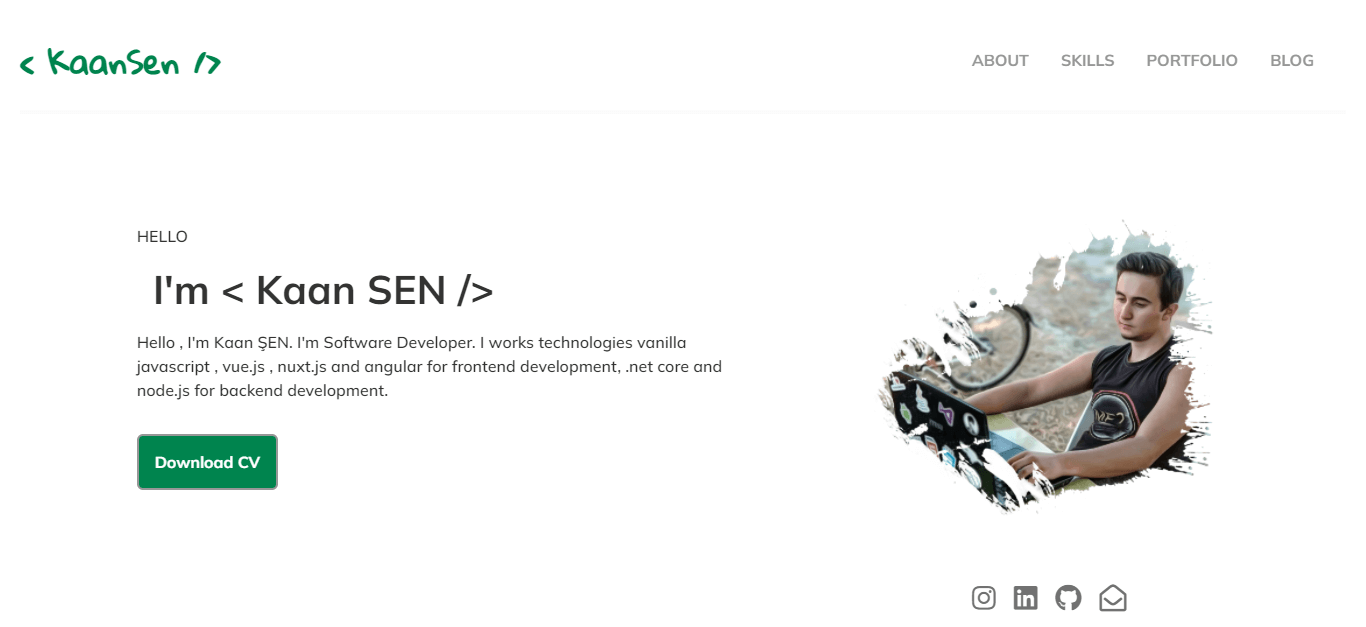 < KaanSen />
ABOUT SKILLS PORTFOLIO BLOG
HELLO
I'm < Kaan SEN />
Hello , I'm Kaan ŞEN. I'm Software Developer. I works technologies vanilla
javascript , vue.js , nuxt.js and angular for frontend development, .net core and
node.js for backend development.
Download CV
in